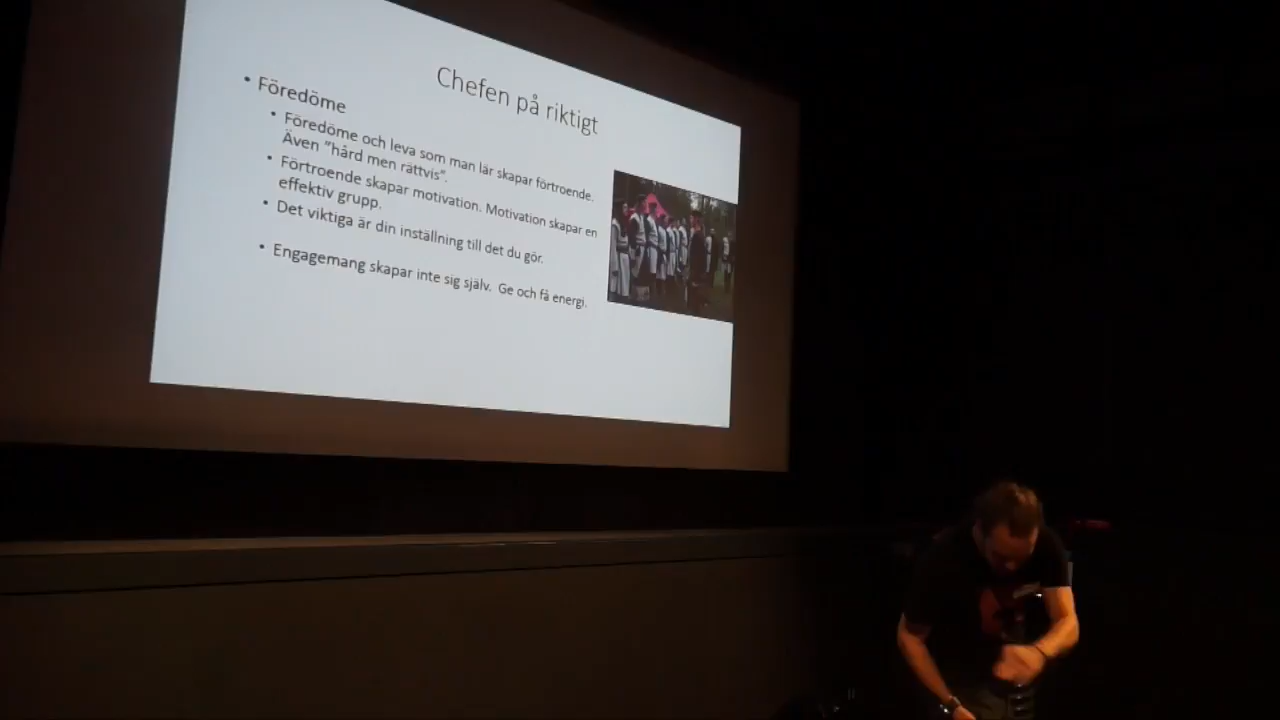 Chefen på riktigt
• Föredöme
• Föredöme och leva som man lär skapar förtroende.
Även "hård men rättvis".
• Förtroende skapar motivation. Motivation skapar en
effektiv grupp.
• Det viktiga är din inställning till det du gör.
• Engagemang skapar inte sig själv. Ge och få energi.